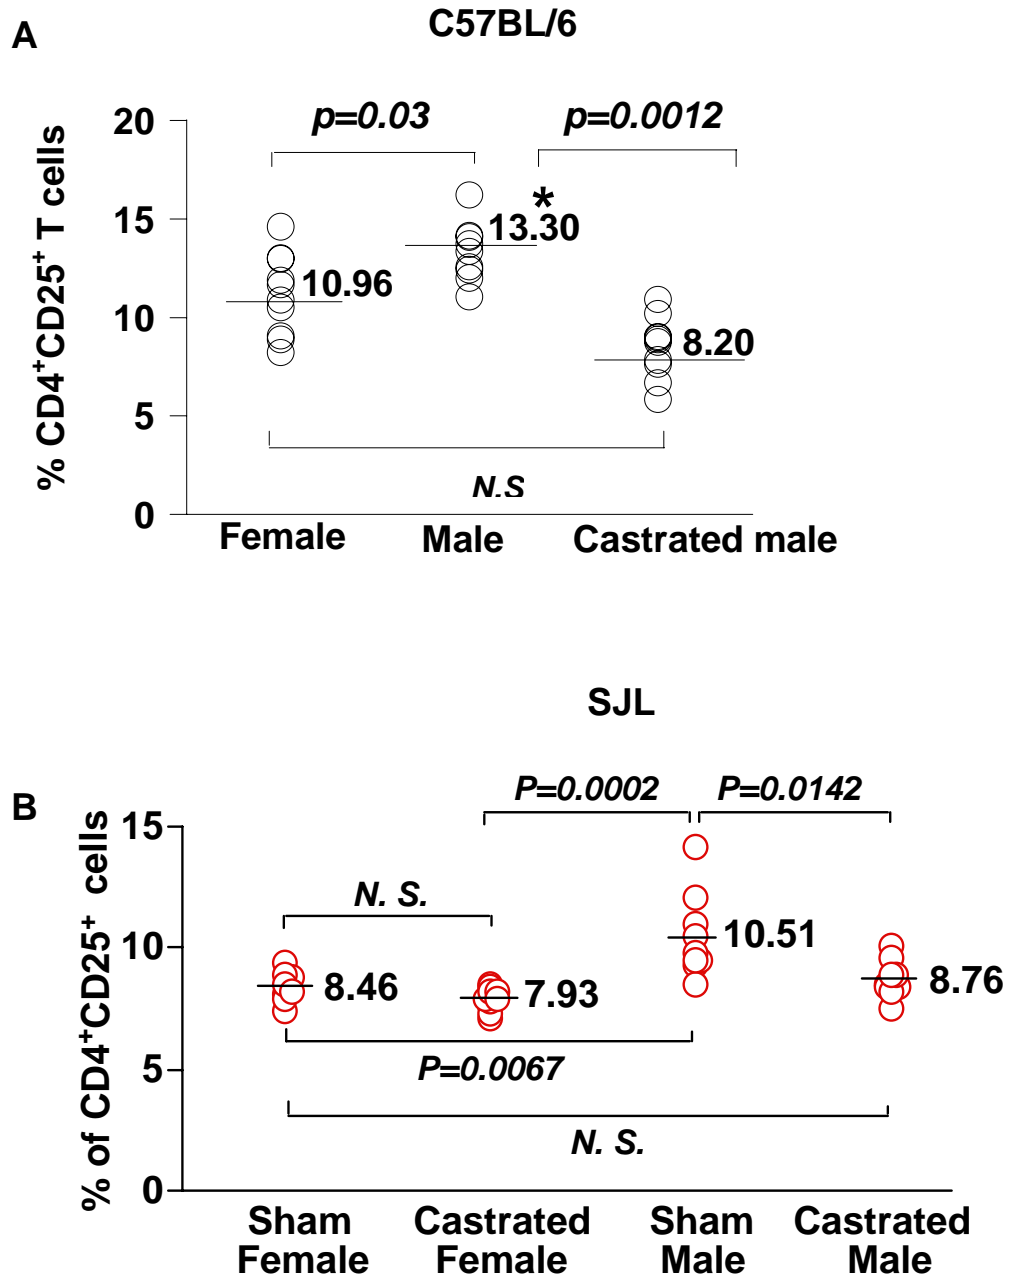 A
C57BL/6
p=0.03
p=0.0012
20
15
10
5
0
% CD4⁺CD25⁺ T cells
*
13.30
10.96
8.20
N.S
Female
Male
Castrated male
SJL
B
P=0.0002
P=0.0142
15
10
5
0
% of CD4⁺CD25⁺ cells
N. S.
10.51
8.46
7.93
8.76
P=0.0067
N. S.
Sham
Female
Castrated
Female
Sham
Male
Castrated
Male